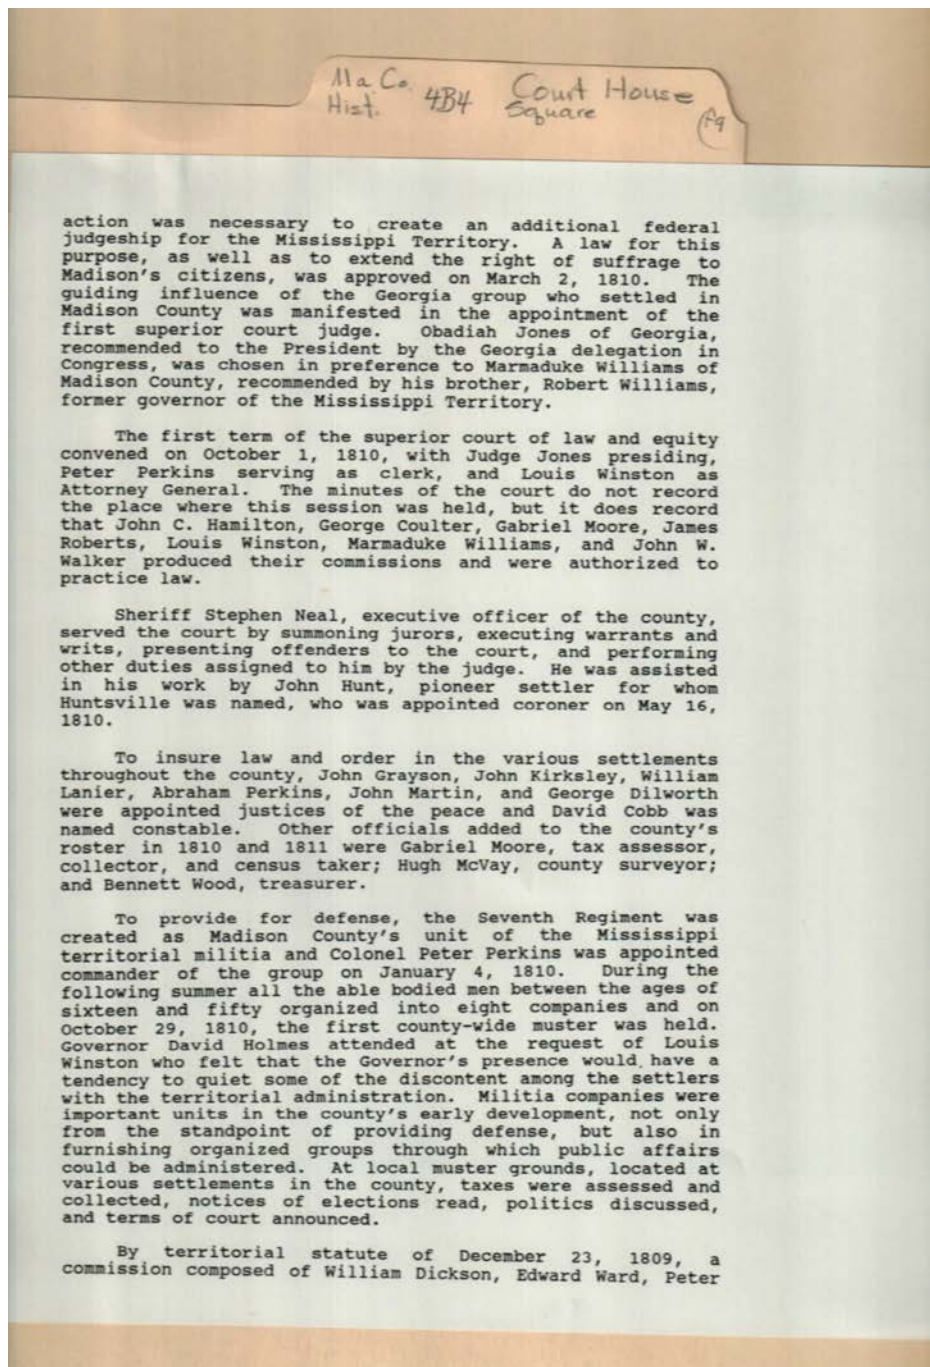 Ma Co. 4B4 Court House
Hist. Square
action was necessary to create an additional federal
judgeship for the Mississippi Territory. A law for this
purpose, as well as to extend the right of suffrage to
Madison's citizens, was approved on March 2, 1810. The
guiding influence of the Georgia group who settled in
Madison County was manifested in the appointment of the
first superior court judge. Obadiah Jones of Georgia,
recommended to the President by the Georgia delegation in
Congress, was chosen in preference to Marmaduke Williams of
Madison County, recommended by his brother, Robert Williams,
former governor of the Mississippi Territory.
The first term of the superior court of law and equity
convened on October 1, 1810, with Judge Jones presiding,
Peter Perkins serving as clerk, and Louis Winston as
Attorney General. The minutes of the court do not record
the place where this session was held, but it does record
that John C. Hamilton, George Coulter, Gabriel Moore, James
Roberts, Louis Winston, Marmaduke Williams, and John W.
Walker produced their commissions and were authorized to
practice law.
Sheriff Stephen Neal, executive officer of the county,
served the court by summoning jurors, executing warrants and
writs, presenting offenders to the court, and performing
other duties assigned to him by the judge. He was assisted
in his work by John Hunt, pioneer settler for whom
Huntsville was named, who was appointed coroner on May 16,
1810.
To insure law and order in the various settlements
throughout the county, John Grayson, John Kirksley, William
Lanier, Abraham Perkins, John Martin, and George Dilworth
were appointed justices of the peace and David Cobb was
named constable. Other officials added to the county's
roster in 1810 and 1811 were Gabriel Moore, tax assessor,
collector, and census taker; Hugh McVay, county surveyor;
and Bennett Wood, treasurer.
To provide for defense, the Seventh Regiment was
created as Madison County's unit of the Mississippi
territorial militia and Colonel Peter Perkins was appointed
commander of the group on January 4, 1810. During the
following summer all the able bodied men between the ages of
sixteen and fifty organized into eight companies and on
October 29, 1810, the first county-wide muster was held.
Governor David Holmes attended at the request of Louis
Winston who felt that the Governor's presence would have a
tendency to quiet some of the discontent among the settlers
with the territorial administration. Militia companies were
important units in the county's early development, not only
from the standpoint of providing defense, but also in
furnishing organized groups through which public affairs
could be administered. At local muster grounds, located at
various settlements in the county, taxes were assessed and
collected, notices of elections read, politics discussed,
and terms of court announced.
By territorial statute of December 23, 1809, a
commission composed of William Dickson, Edward Ward, Peter